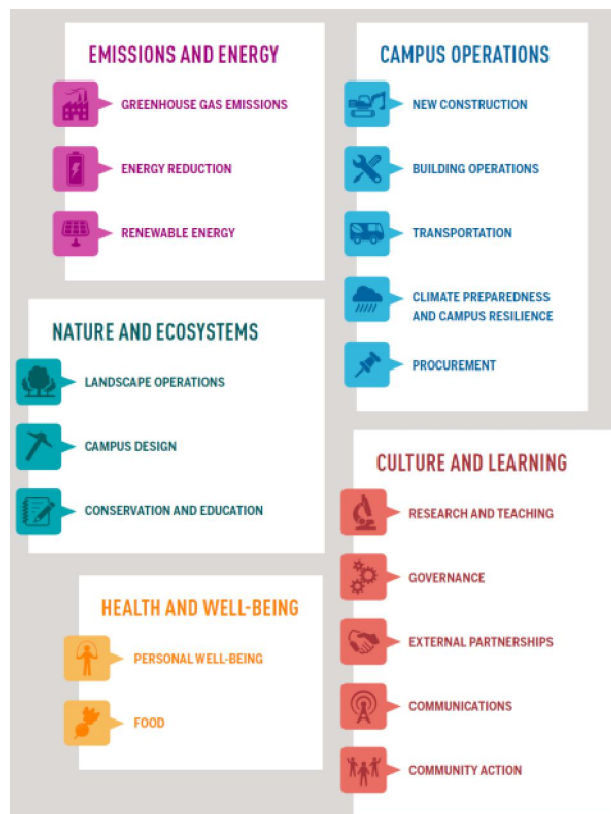 EMISSIONS AND ENERGY
GREENHOUSE GAS EMISSIONS
ENERGY REDUCTION
RENEWABLE ENERGY
CAMPUS OPERATIONS
NEW CONSTRUCTION
BUILDING OPERATIONS
TRANSPORTATION
CLIMATE PREPAREDNESS
AND CAMPUS RESILIENCE
PROCUREMENT
NATURE AND ECOSYSTEMS
LANDSCAPE OPERATIONS
CAMPUS DESIGN
CONSERVATION AND EDUCATION
CULTURE AND LEARNING
RESEARCH AND TEACHING
GOVERNANCE
EXTERNAL PARTNERSHIPS
COMMUNICATIONS
COMMUNITY ACTION
HEALTH AND WELL-BEING
PERSONAL WELL-BEING
FOOD